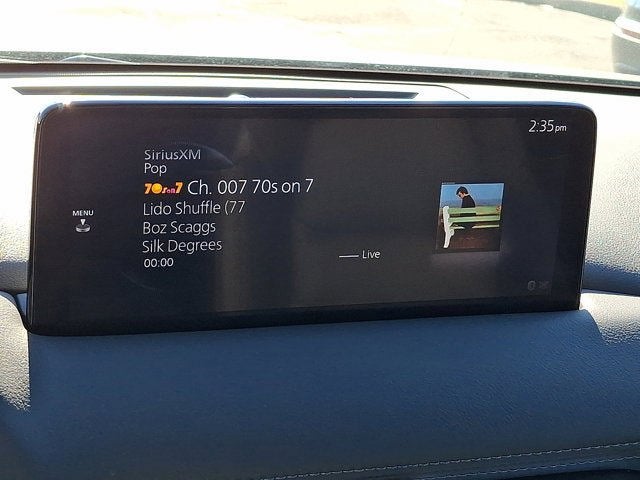 2:35pm
SiriusXM
Pop
70s on 7 Ch. 007 70s on 7
MENU
Lido Shuffle (77
Boz Scaggs
Silk Degrees
00:00
Live